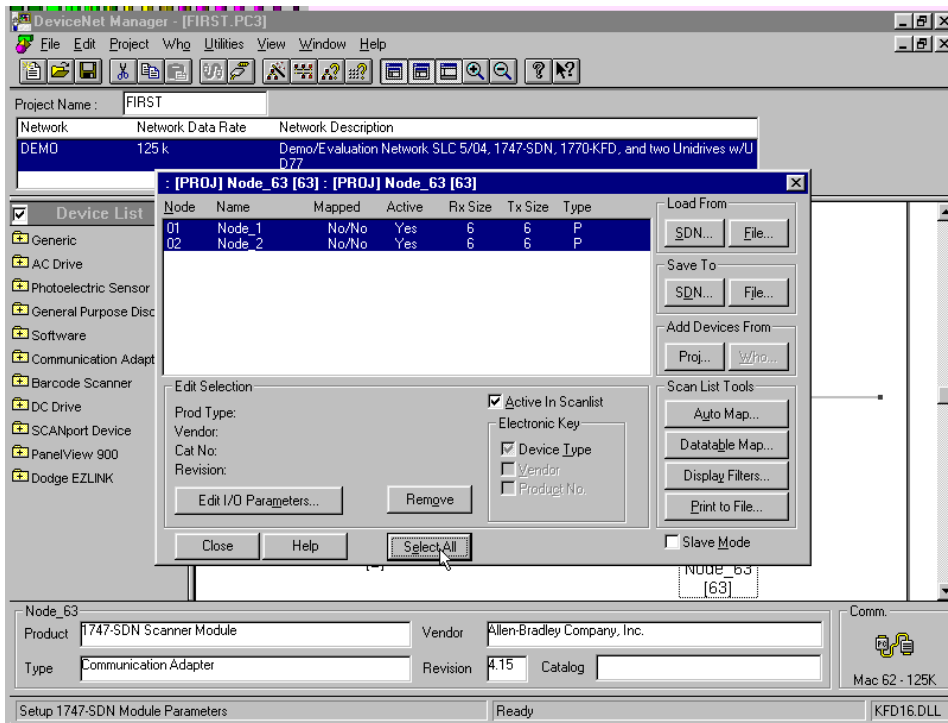 DeviceNet Manager - [FIRST.PC3]
File Edit Project Who Utilities View Window Help
Project Name : FIRST
Network Network Data Rate Network Description
DEMO 125 k Demo/Evaluation Network SLC 5/04, 1747-SDN, 1770-KFD, and two Unidrives w/U
D77
: [PROJ] Node_63 [63] : [PROJ] Node_63 [63]
Node Name Mapped Active Rx Size Tx Size Type
01 Node_1 No/No Yes 6 6 P
02 Node_2 No/No Yes 6 6 P
Load From
SDN... File...
Save To
SDN... File...
Add Devices From
Proj... Who...
Scan List Tools
Auto Map...
Datatable Map...
Display Filters...
Print to File...
Slave Mode
Edit Selection
Prod Type:
Vendor:
Cat No:
Revision:
Edit I/O Parameters...
Remove
Active In Scanlist
Electronic Key
Device Type
Vendor
Product No.
Close Help Select All
Device List
Generic
AC Drive
Photoelectric Sensor
General Purpose Disc
Software
Communication Adapt
Barcode Scanner
DC Drive
SCANport Device
PanelView 900
Dodge EZLINK
Node_63
[63]
Node_63
Product 1747-SDN Scanner Module Vendor Allen-Bradley Company, Inc.
Type Communication Adapter Revision 4.15 Catalog
Comm.
Mac 62 - 125K
Setup 1747-SDN Module Parameters Ready KFD16.DLL